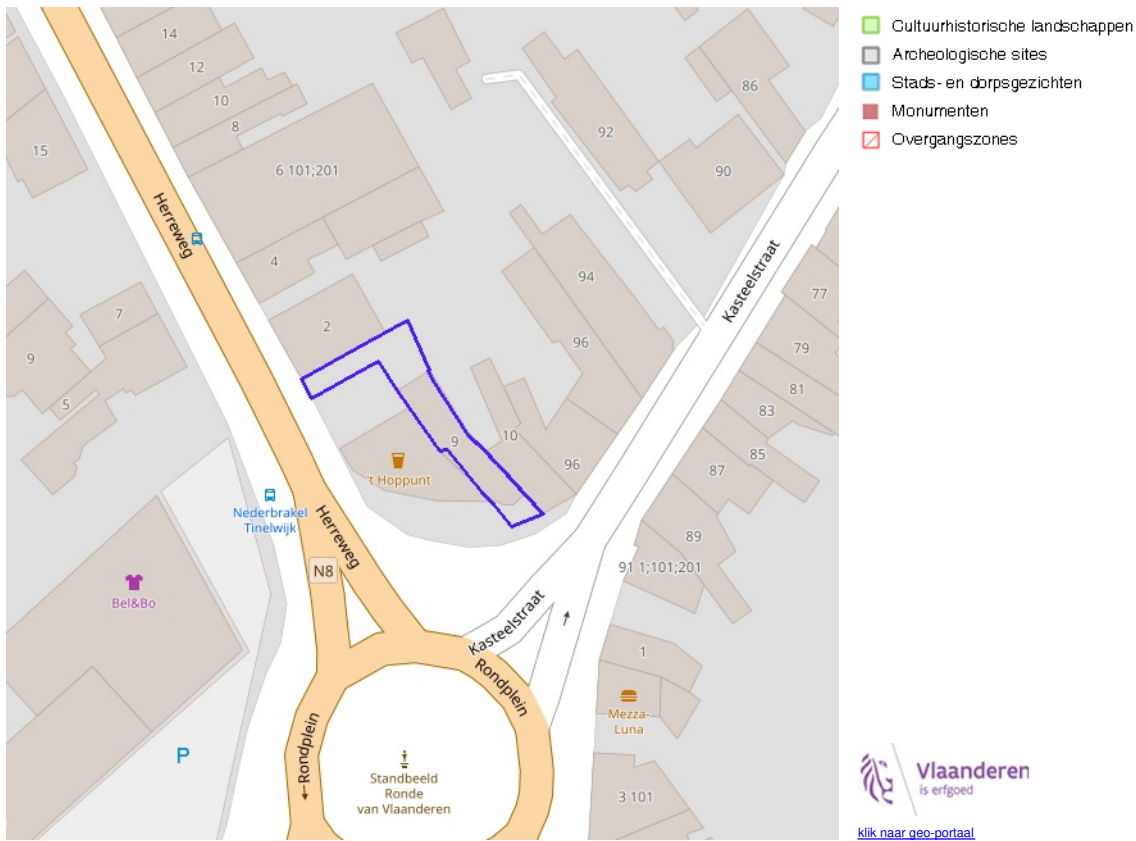 14
12
10
8
15
6 101;201
92
86
90
Herreweg
4
94
Kasteelstraat
77
7
2
9
96
79
5
81
83
9
10
85
't Hoppunt
96
87
Nederbrakel
Tinelwijk
Herreweg
89
N8
91 1;101;201
Bel&Bo
Kasteelstraat
1
Rondplein
Mezza-
Luna
Rondplein
P
Standbeeld
Ronde
van Vlaanderen
3 101
Cultuurhistorische landschappen
Archeologische sites
Stads- en dorpsgezichten
Monumenten
Overgangszones
Vlaanderen
is erfgoed
klik naar geo-portaal